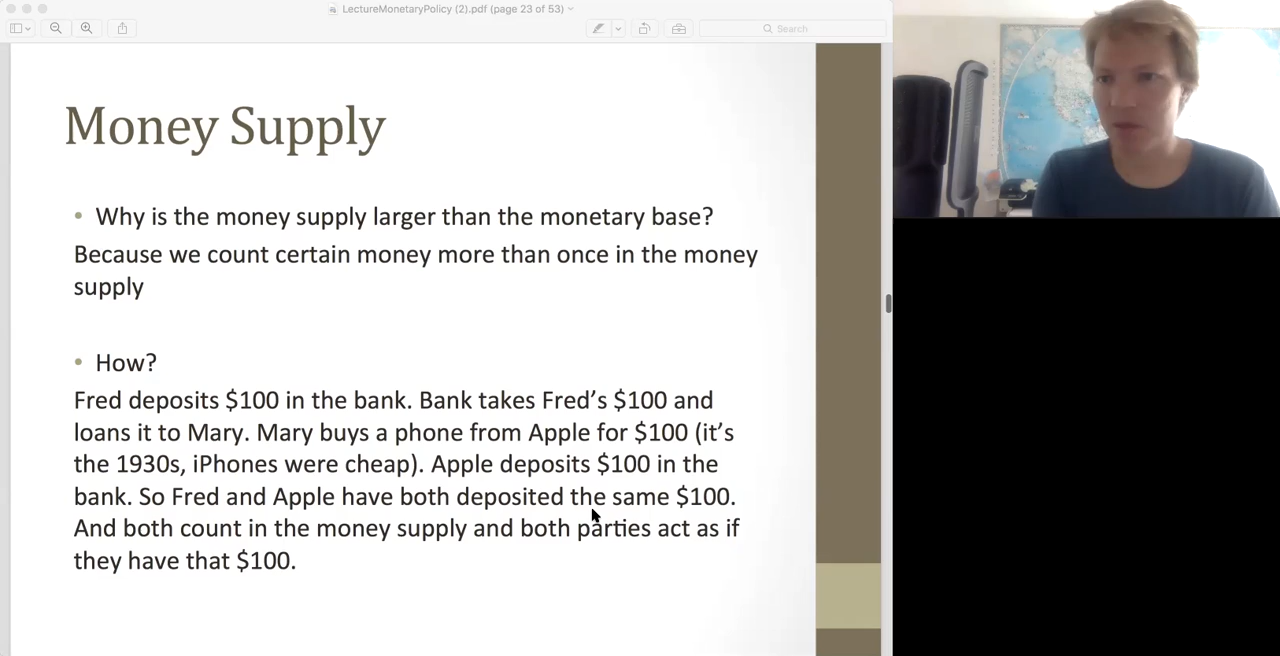 LectureMonetaryPolicy (2).pdf (page 23 of 53)
Search
Money Supply
• Why is the money supply larger than the monetary base?
Because we count certain money more than once in the money
supply
• How?
Fred deposits $100 in the bank. Bank takes Fred’s $100 and
loans it to Mary. Mary buys a phone from Apple for $100 (it’s
the 1930s, iPhones were cheap). Apple deposits $100 in the
bank. So Fred and Apple have both deposited the same $100.
And both count in the money supply and both parties act as if
they have that $100.